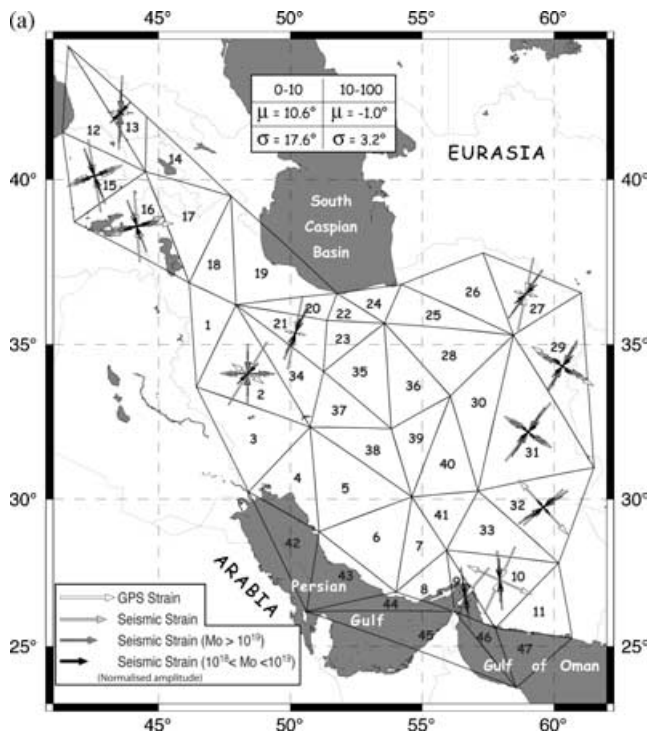 (a)
45° 50° 55° 60°
0-10 10-100
μ = 10.6° μ = -1.0°
σ = 17.6° σ = 3.2°
EURASIA
13
12
14
40° 40°
15
16
17
South
Caspian
Basin
18
19
26
27
20
24
25
21
22
1
23
35° 35°
29
28
34
35
2
36
30
37
3
39
38
31
4
40
5
32
30° 30°
41
33
6
42
7
ARABIA
Persian
43
9
10
8
44
11
Gulf
45
46
47
25° 25°
Gulf of Oman
GPS Strain
Seismic Strain
Seismic Strain (Mo > 10¹⁹)
Seismic Strain (10¹⁸< Mo <10¹⁹)
(Normalised amplitude)
45° 50° 55° 60°